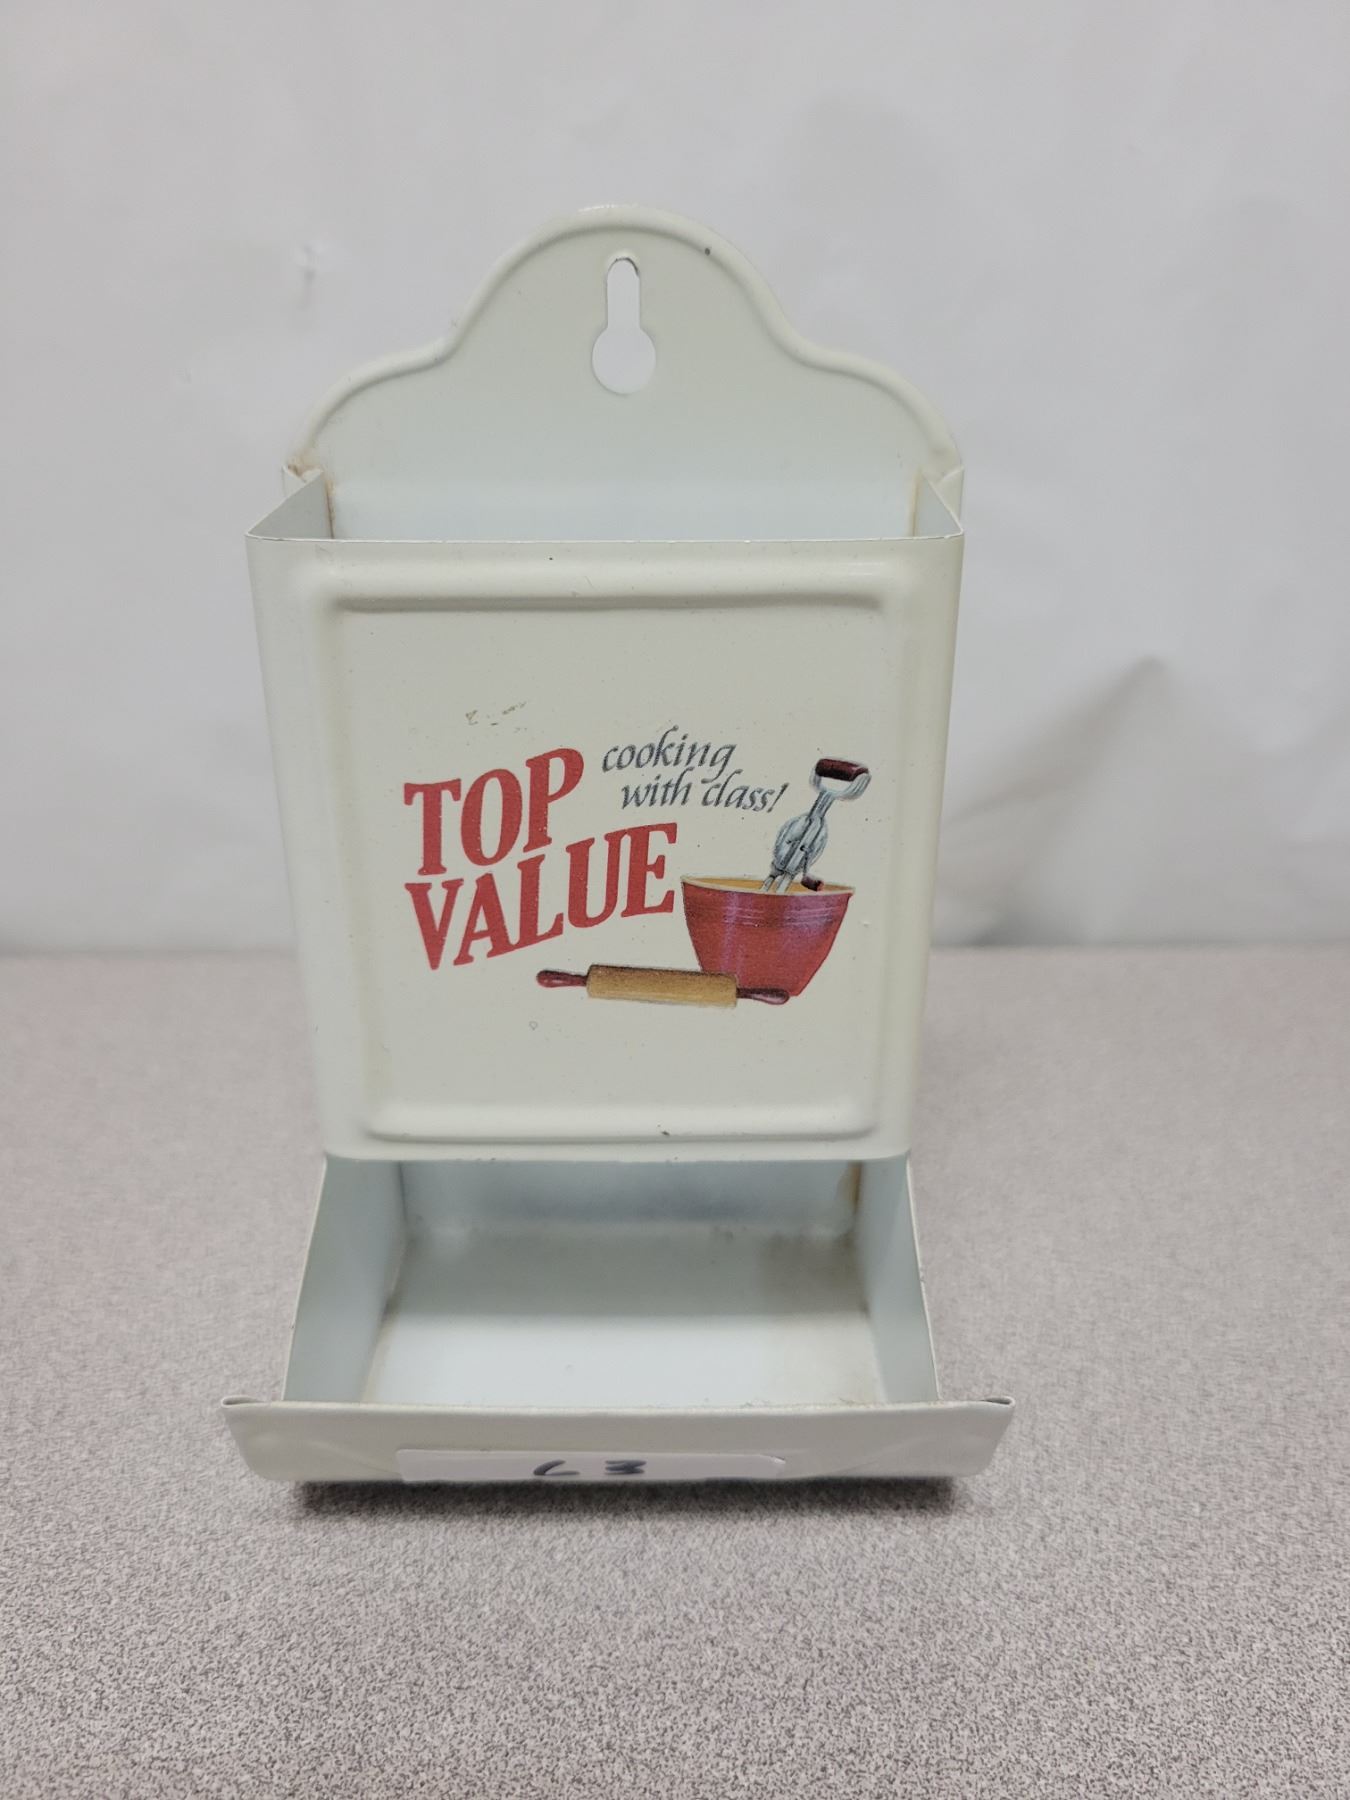 TOP
VALUE
cooking
with class!
63